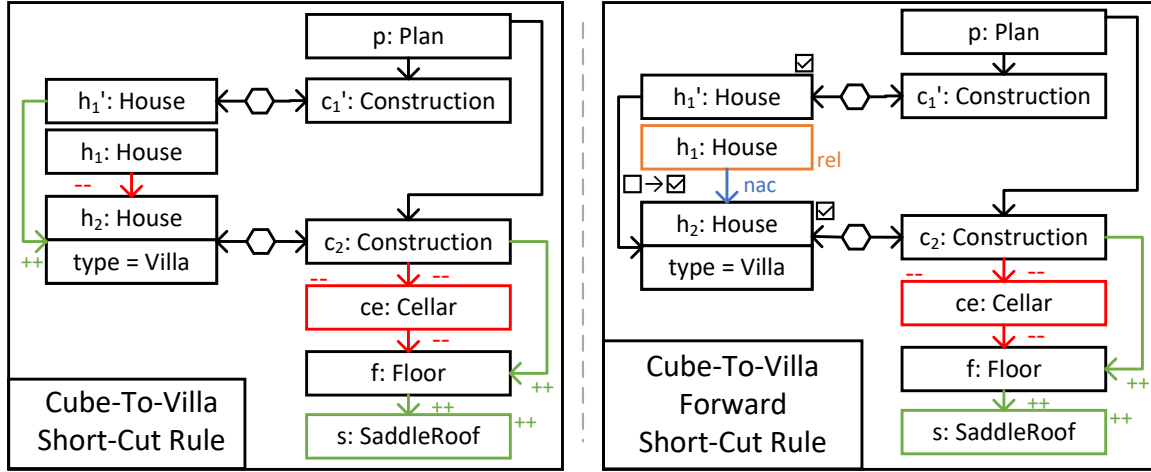 p: Plan
h₁': House
c₁': Construction
h₁: House
--
h₂: House
type = Villa
++
c₂: Construction
--
--
ce: Cellar
--
f: Floor
++
++
++
s: SaddleRoof
Cube-To-Villa
Short-Cut Rule
p: Plan
h₁': House
c₁': Construction
h₁: House
rel
nac
☐→☑
h₂: House
type = Villa
c₂: Construction
--
--
ce: Cellar
--
f: Floor
++
++
++
s: SaddleRoof
Cube-To-Villa
Forward
Short-Cut Rule